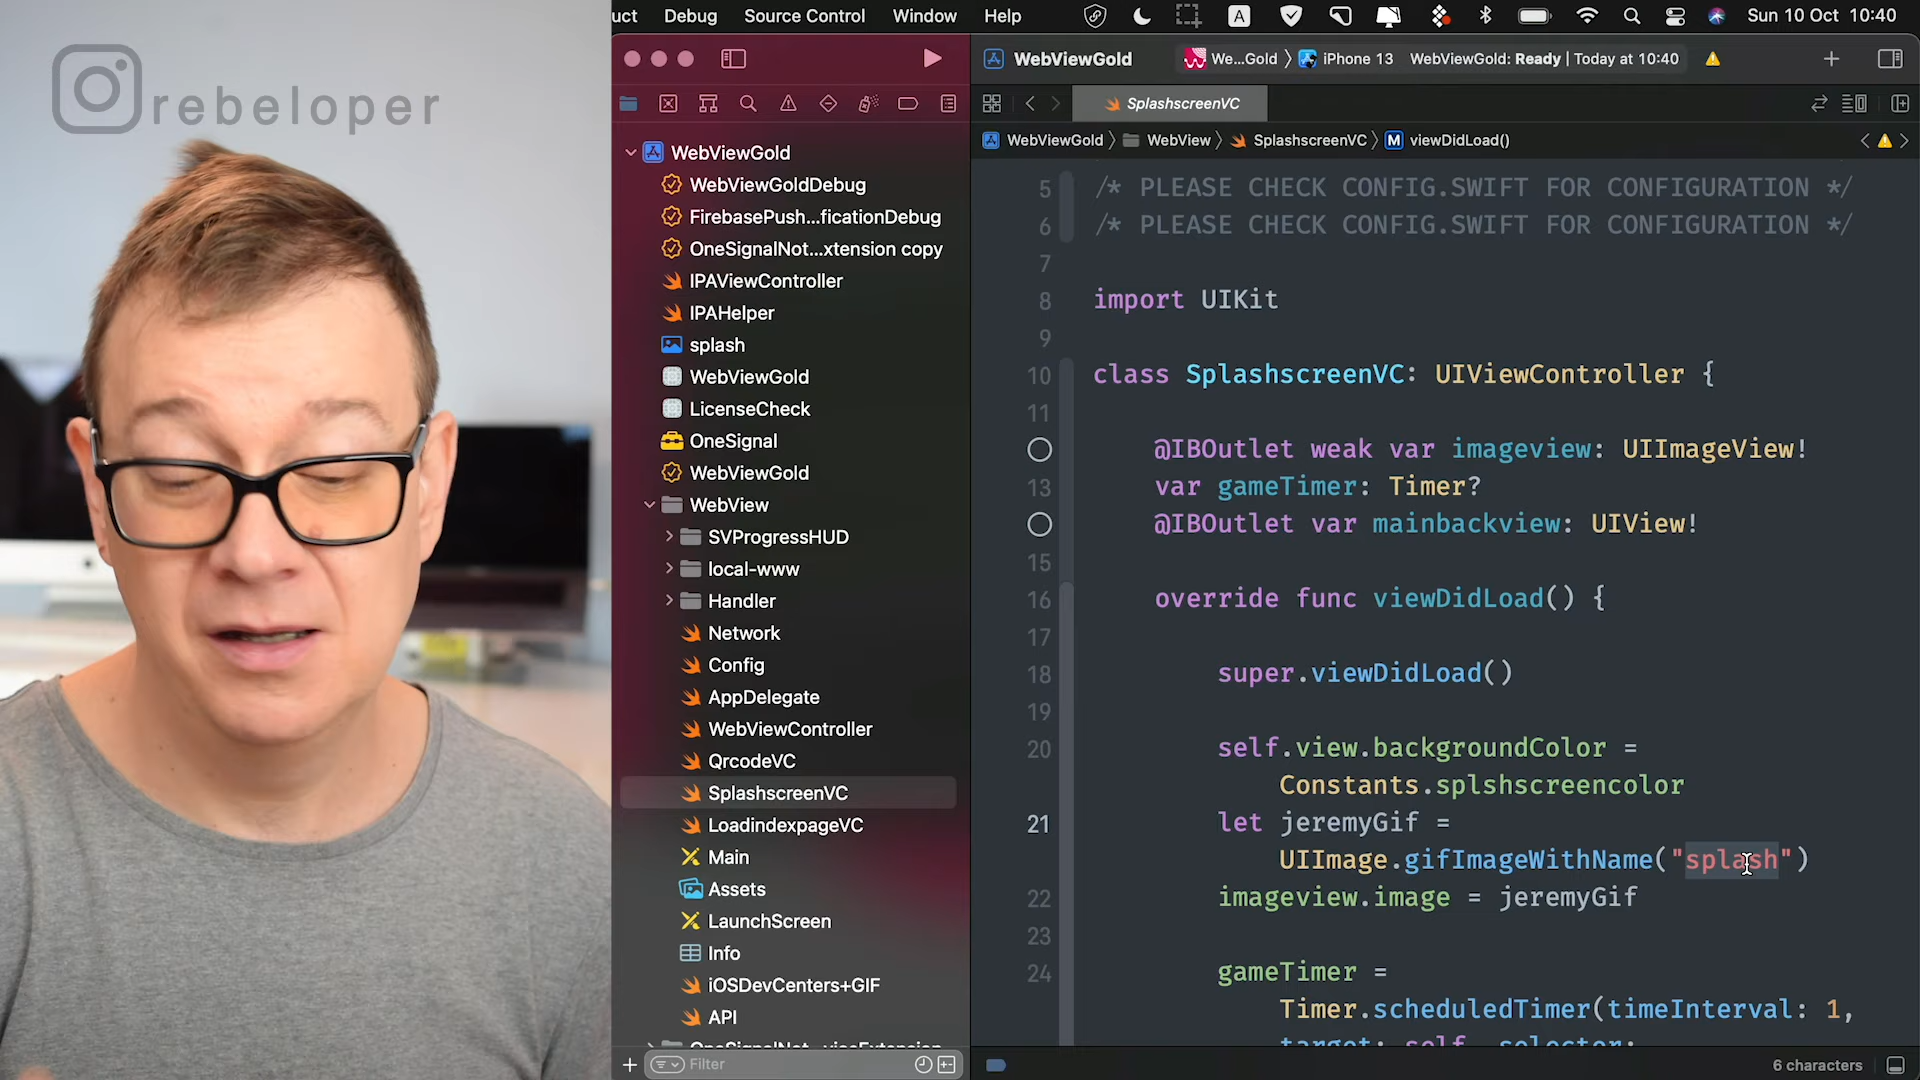 uct Debug Source Control Window Help A Sun 10 Oct 10:40
rebeloper
WebViewGold We...Gold iPhone 13 WebViewGold: Ready | Today at 10:40
SplashscreenVC
WebViewGold WebView SplashscreenVC M viewDidLoad()
WebViewGold
WebViewGoldDebug
FirebasePush...ficationDebug
OneSignalNot...xtension copy
IPAViewController
IPAHelper
splash
WebViewGold
LicenseCheck
OneSignal
WebViewGold
WebView
SVProgressHUD
local-www
Handler
Network
Config
AppDelegate
WebViewController
QrcodeVC
SplashscreenVC
LoadindexpageVC
Main
Assets
LaunchScreen
Info
iOSDevCenters+GIF
API
Filter
5 /* PLEASE CHECK CONFIG.SWIFT FOR CONFIGURATION */
6 /* PLEASE CHECK CONFIG.SWIFT FOR CONFIGURATION */
7
8 import UIKit
9
10 class SplashscreenVC: UIViewController {
11
@IBOutlet weak var imageview: UIImageView!
13 var gameTimer: Timer?
@IBOutlet var mainbackview: UIView!
15
16 override func viewDidLoad() {
17
18 super.viewDidLoad()
19
20 self.view.backgroundColor =
Constants.splshscreencolor
21 let jeremyGif =
UIImage.gifImageWithName("splash")
22 imageview.image = jeremyGif
23
24 gameTimer =
Timer.scheduledTimer(timeInterval: 1,
target: self, selector:
6 characters